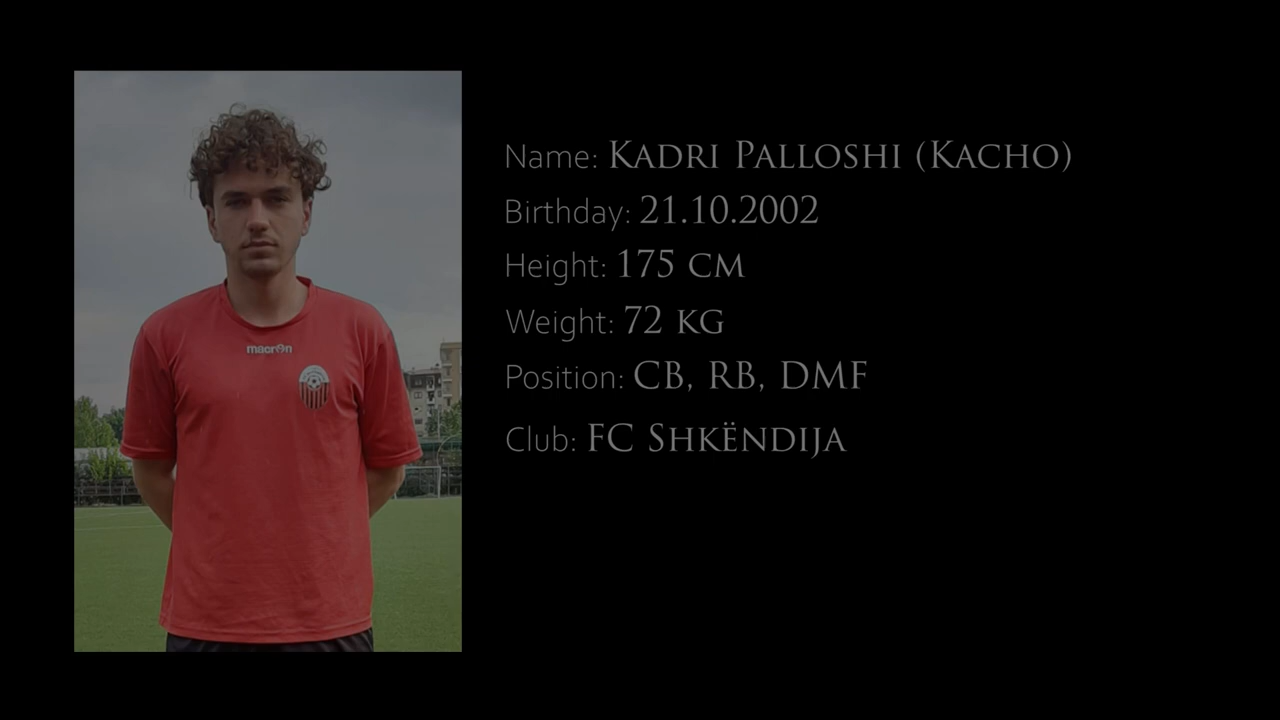 Name: Kadri Palloshi (Kacho)
Birthday: 21.10.2002
Height: 175 cm
Weight: 72 kg
Position: CB, RB, DMF
Club: FC Shkëndija
macron